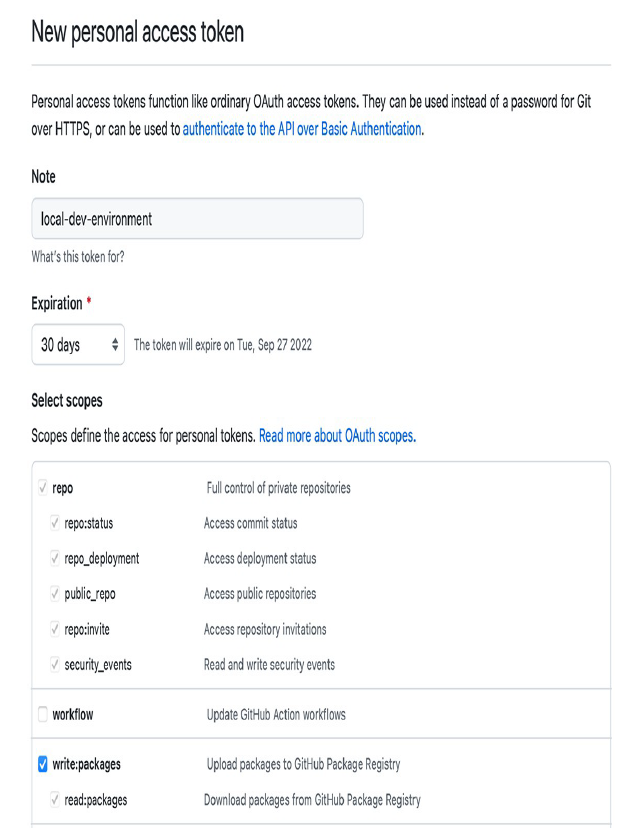 New personal access token
Personal access tokens function like ordinary OAuth access tokens. They can be used instead of a password for Git
over HTTPS, or can be used to authenticate to the API over Basic Authentication.
Note
local-dev-environment
What's this token for?
Expiration *
30 days The token will expire on Tue, Sep 27 2022
Select scopes
Scopes define the access for personal tokens. Read more about OAuth scopes.
repo Full control of private repositories
repo:status Access commit status
repo_deployment Access deployment status
public_repo Access public repositories
repo:invite Access repository invitations
security_events Read and write security events
workflow Update GitHub Action workflows
write:packages Upload packages to GitHub Package Registry
read:packages Download packages from GitHub Package Registry